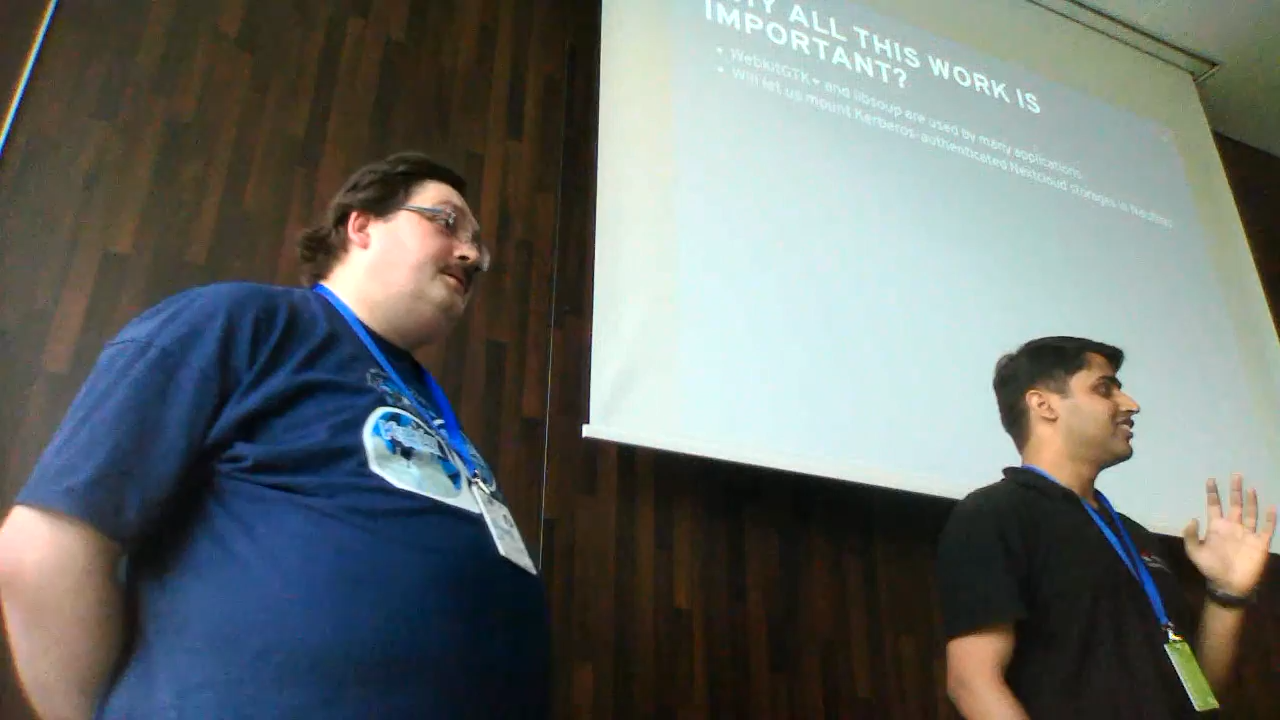 WHY ALL THIS WORK IS
IMPORTANT?
• WebkitGTK+ and libsoup are used by many applications.
• Will let us mount Kerberos-authenticated Nextcloud storages in Nautilus